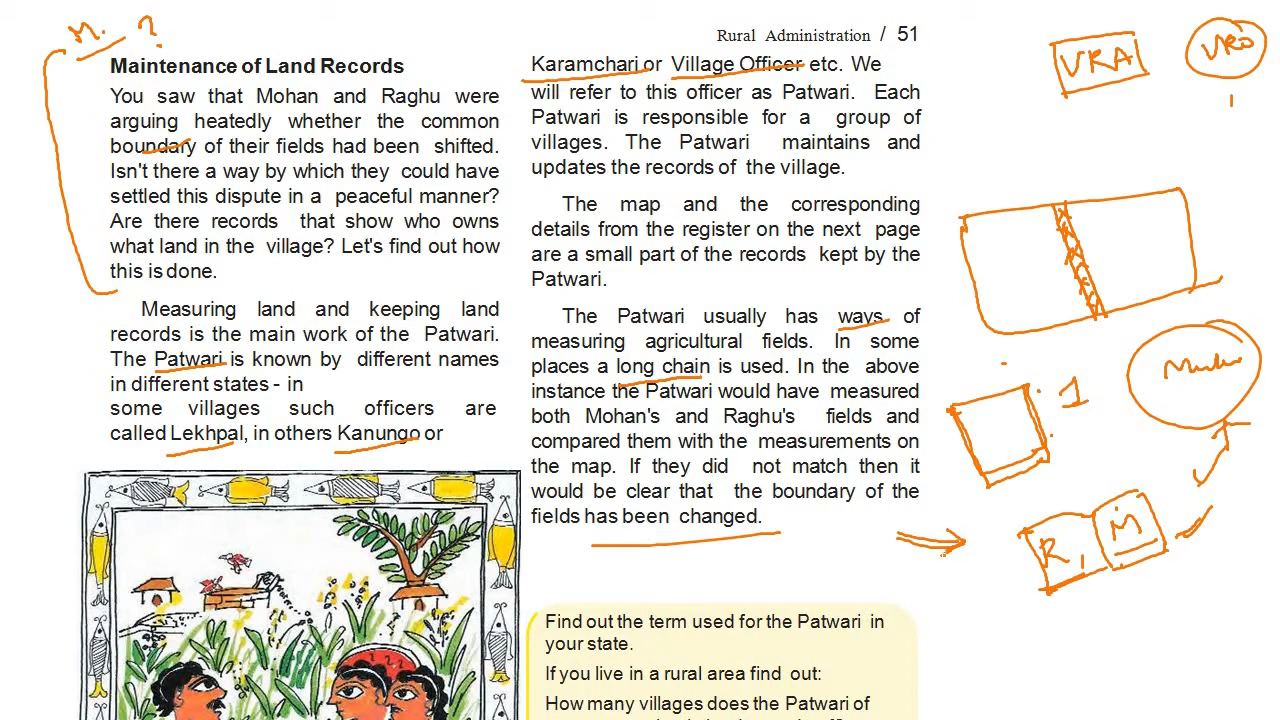 M. ?
Rural Administration / 51
Maintenance of Land Records
You saw that Mohan and Raghu were
arguing heatedly whether the common
boundary of their fields had been shifted.
Isn't there a way by which they could have
settled this dispute in a peaceful manner?
Are there records that show who owns
what land in the village? Let's find out how
this is done.
Measuring land and keeping land
records is the main work of the Patwari.
The Patwari is known by different names
in different states - in
some villages such officers are
called Lekhpal, in others Kanungo or
Karamchari or Village Officer etc. We
will refer to this officer as Patwari. Each
Patwari is responsible for a group of
villages. The Patwari maintains and
updates the records of the village.
The map and the corresponding
details from the register on the next page
are a small part of the records kept by the
Patwari.
The Patwari usually has ways of
measuring agricultural fields. In some
places a long chain is used. In the above
instance the Patwari would have measured
both Mohan's and Raghu's fields and
compared them with the measurements on
the map. If they did not match then it
would be clear that the boundary of the
fields has been changed.
Find out the term used for the Patwari in
your state.
If you live in a rural area find out:
How many villages does the Patwari of
VRA
VRO
1
R, M